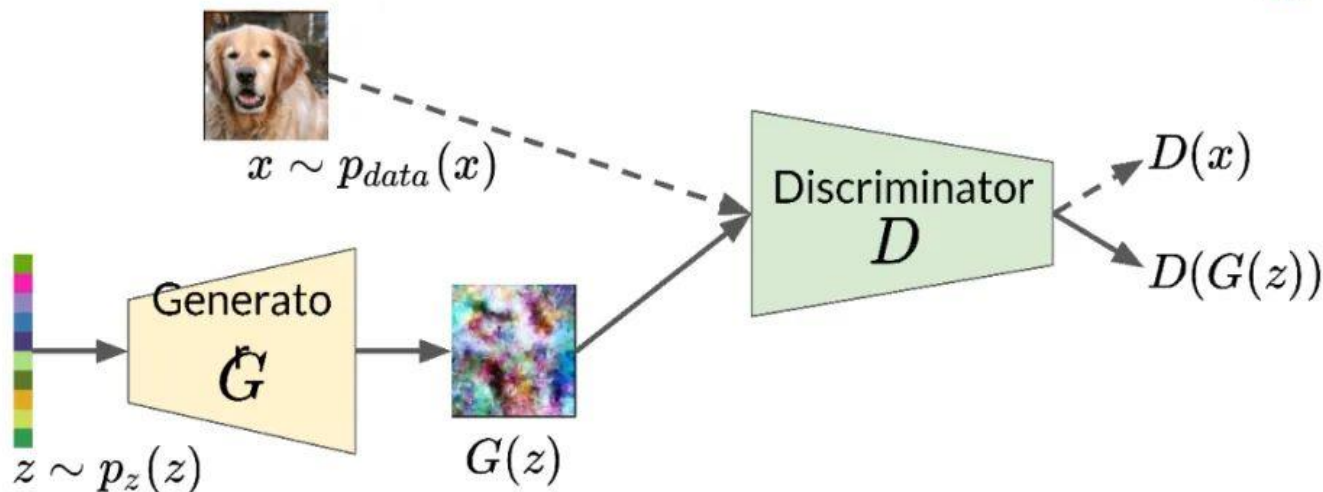 x ∼ p_data(x)
Discriminator
D
D(x)
D(G(z))
Generato
r
G
z ∼ p_z(z)
G(z)